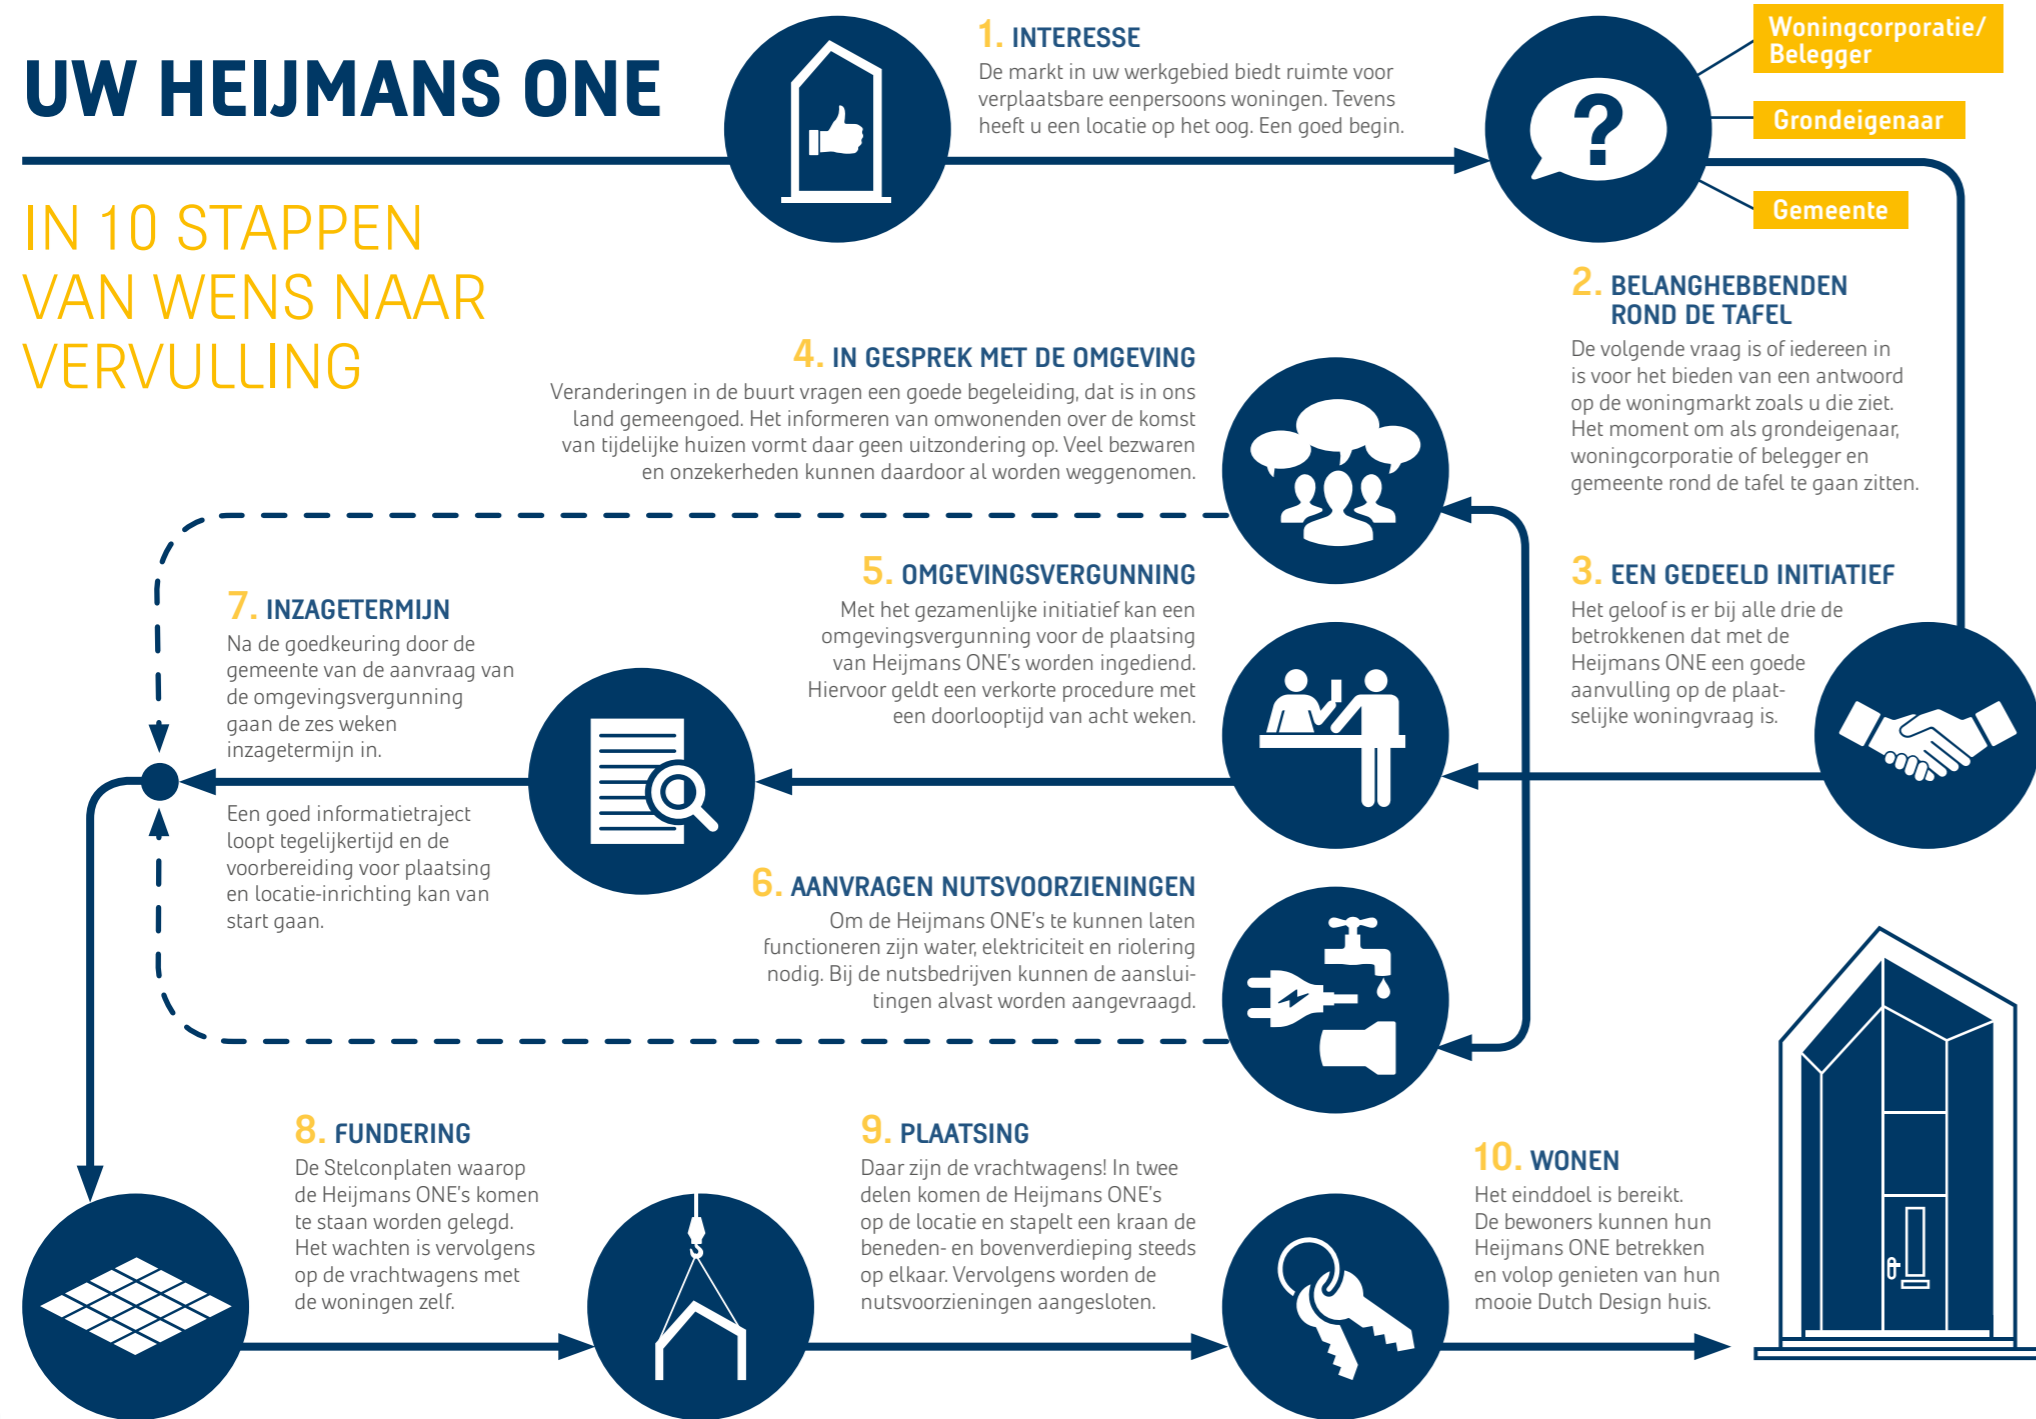 UW HEIJMANS ONE
IN 10 STAPPEN
VAN WENS NAAR
VERVULLING
1. INTERESSE
De markt in uw werkgebied biedt ruimte voor
verplaatsbare eenpersoons woningen. Tevens
heeft u een locatie op het oog. Een goed begin.
?
Woningcorporatie/
Belegger
Grondeigenaar
Gemeente
2. BELANGHEBBENDEN
ROND DE TAFEL
De volgende vraag is of iedereen in
is voor het bieden van een antwoord
op de woningmarkt zoals u die ziet.
Het moment om als grondeigenaar,
woningcorporatie of belegger en
gemeente rond de tafel te gaan zitten.
3. EEN GEDEELD INITIATIEF
Het geloof is er bij alle drie de
betrokkenen dat met de
Heijmans ONE een goede
aanvulling op de plaat-
selijke woningvraag is.
4. IN GESPREK MET DE OMGEVING
Veranderingen in de buurt vragen een goede begeleiding, dat is in ons
land gemeengoed. Het informeren van omwonenden over de komst
van tijdelijke huizen vormt daar geen uitzondering op. Veel bezwaren
en onzekerheden kunnen daardoor al worden weggenomen.
5. OMGEVINGSVERGUNNING
Met het gezamenlijke initiatief kan een
omgevingsvergunning voor de plaatsing
van Heijmans ONE's worden ingediend.
Hiervoor geldt een verkorte procedure met
een doorlooptijd van acht weken.
6. AANVRAGEN NUTSVOORZIENINGEN
Om de Heijmans ONE's te kunnen laten
functioneren zijn water, elektriciteit en riolering
nodig. Bij de nutsbedrijven kunnen de aanslui-
tingen alvast worden aangevraagd.
7. INZAGETERMIJN
Na de goedkeuring door de
gemeente van de aanvraag van
de omgevingsvergunning
gaan de zes weken
inzagetermijn in.
Een goed informatietraject
loopt tegelijkertijd en de
voorbereiding voor plaatsing
en locatie-inrichting kan van
start gaan.
8. FUNDERING
De Stelconplaten waarop
de Heijmans ONE's komen
te staan worden gelegd.
Het wachten is vervolgens
op de vrachtwagens met
de woningen zelf.
9. PLAATSING
Daar zijn de vrachtwagens! In twee
delen komen de Heijmans ONE's
op de locatie en stapelt een kraan de
beneden- en bovenverdieping steeds
op elkaar. Vervolgens worden de
nutsvoorzieningen aangesloten.
10. WONEN
Het einddoel is bereikt.
De bewoners kunnen hun
Heijmans ONE betrekken
en volop genieten van hun
mooie Dutch Design huis.